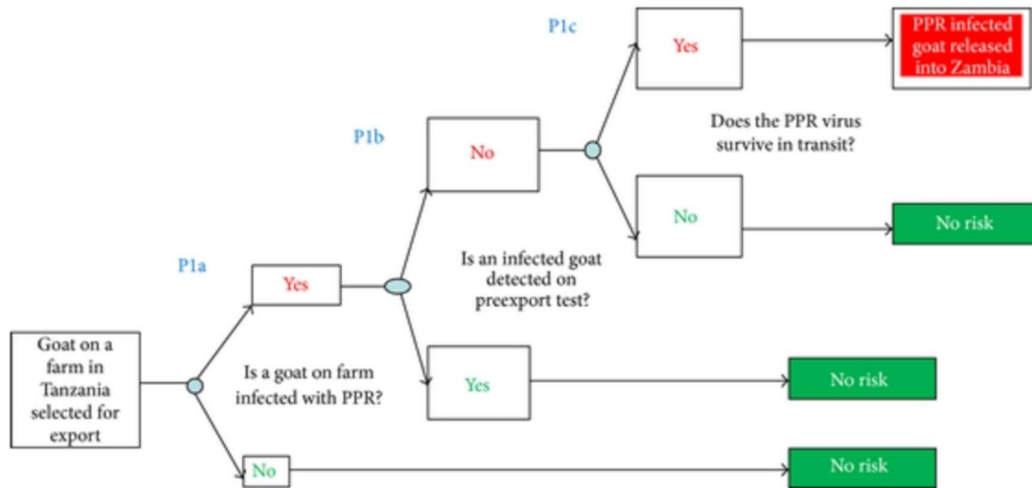 P1c
Yes
PPR infected
goat released
into Zambia
Does the PPR virus
survive in transit?
P1b
No
No
No risk
Is an infected goat
detected on
preexport test?
P1a
Yes
Goat on a
farm in
Tanzania
selected for
export
Is a goat on farm
infected with PPR?
Yes
No risk
No
No risk